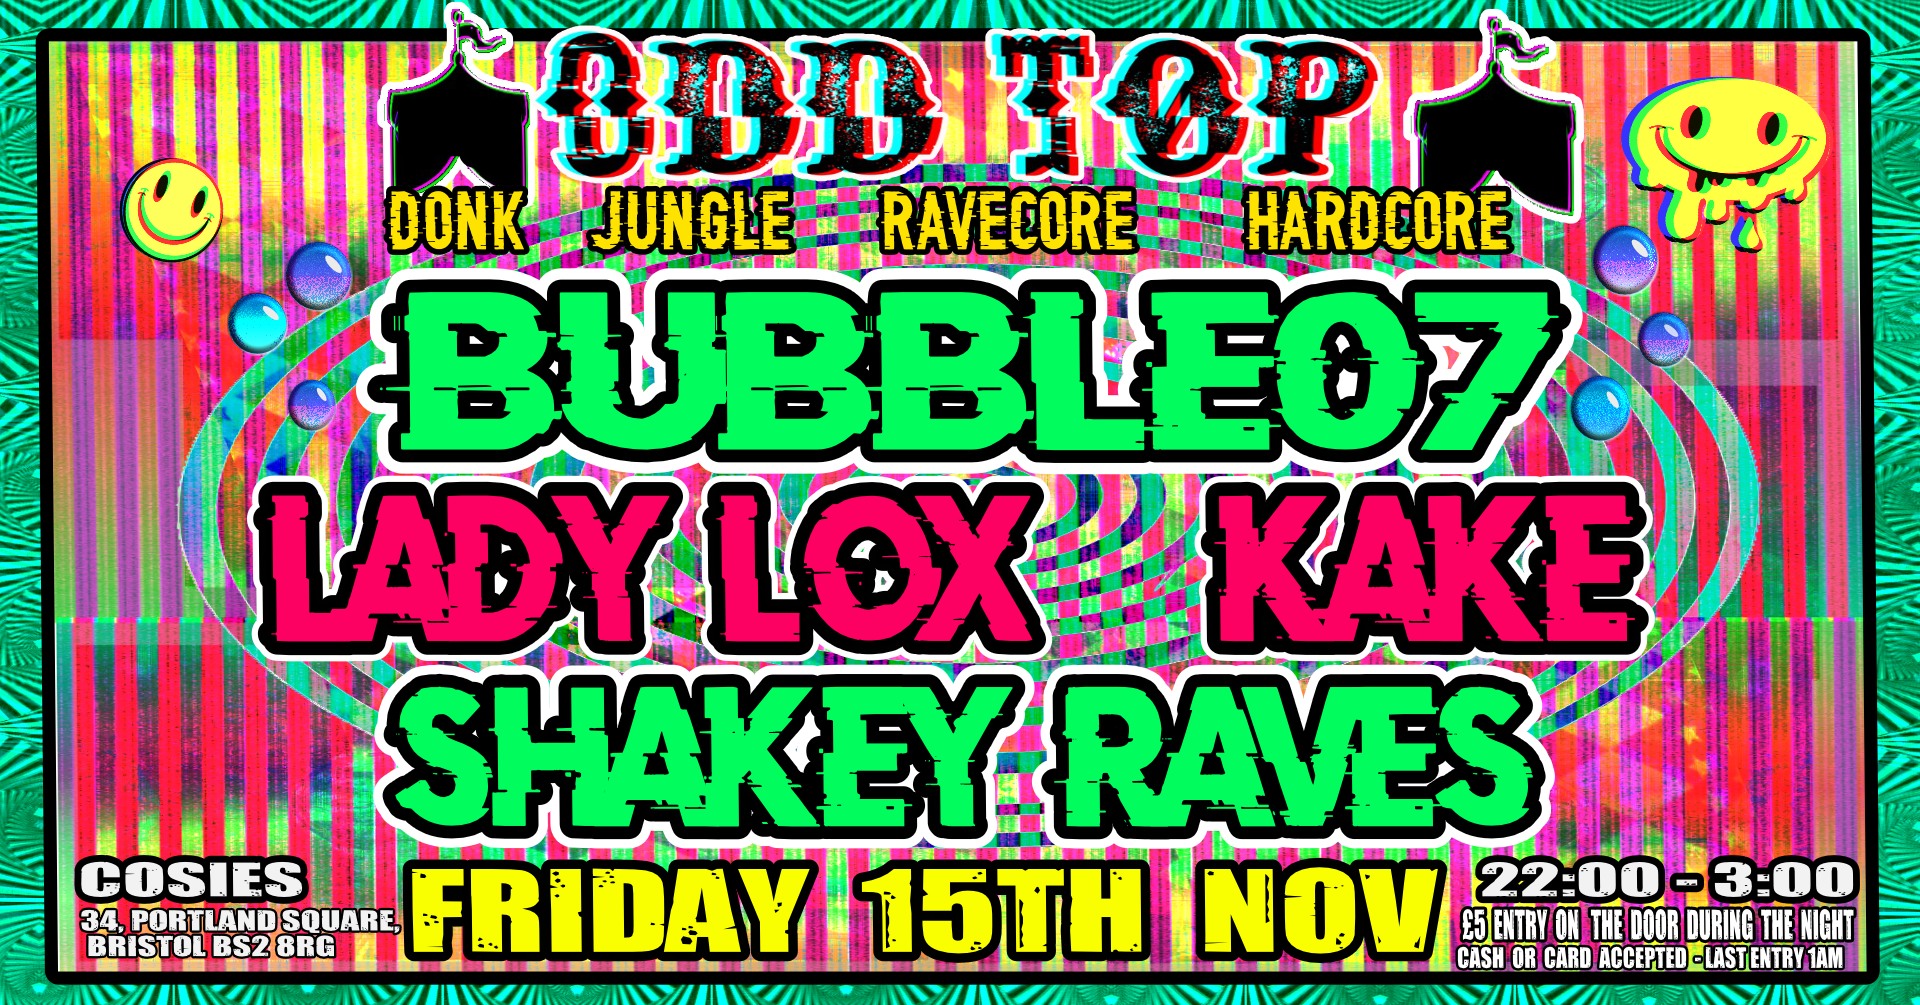 ODD TØP
DONK JUNGLE RAVECORE HARDCORE
BUBBLE07
LADY LOX KAKE
SHAKEY RAVES
COSIES
34, PORTLAND SQUARE,
BRISTOL BS2 8RG
FRIDAY 15TH NOV
22:00 - 3:00
£5 ENTRY ON THE DOOR DURING THE NIGHT
CASH OR CARD ACCEPTED - LAST ENTRY 1AM